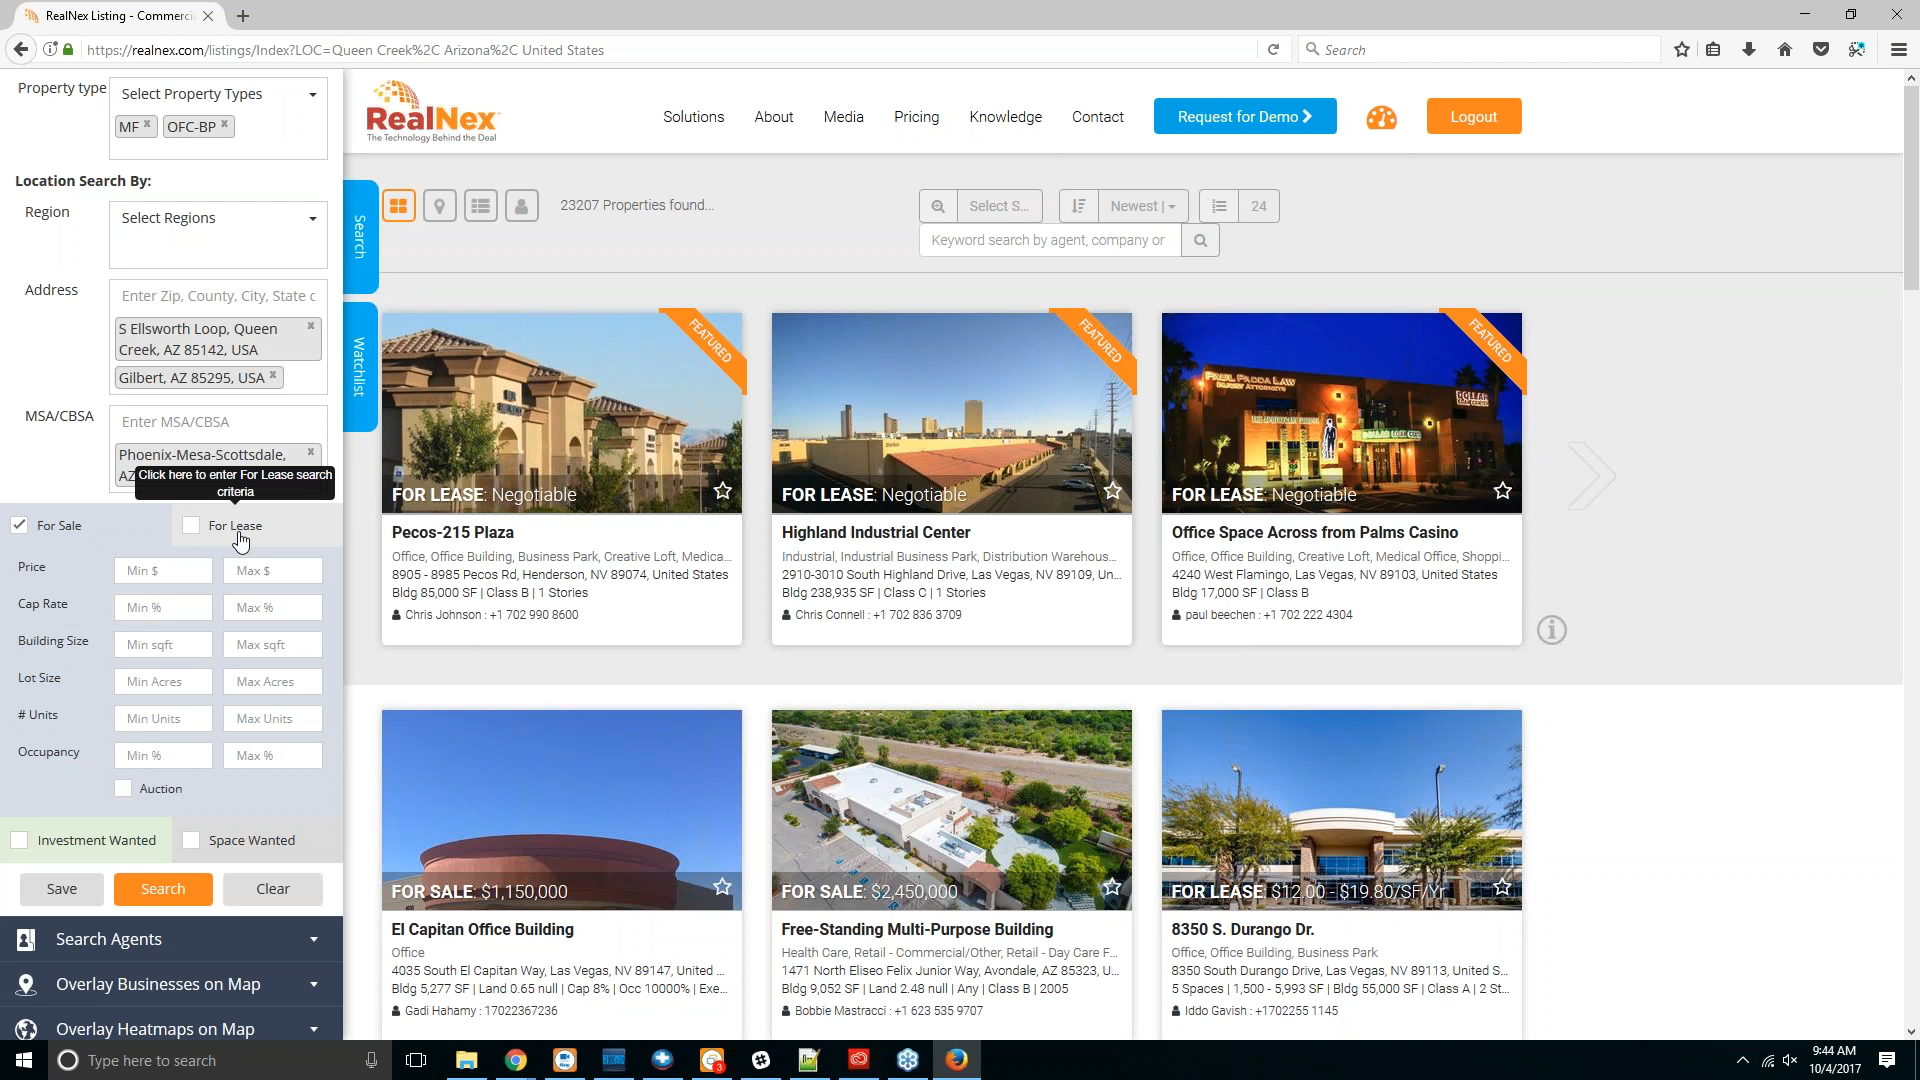 RealNex Listing - Commerci
https://realnex.com/listings/Index?LOC=Queen Creek%2C Arizona%2C United States
Search
Property type
Select Property Types
MF x
OFC-BP x
Location Search By:
Region
Select Regions
Address
Enter Zip, County, City, State c
S Ellsworth Loop, Queen x
Creek, AZ 85142, USA
Gilbert, AZ 85295, USA x
MSA/CBSA
Enter MSA/CBSA
Phoenix-Mesa-Scottsdale, x
AZ
Click here to enter For Lease search
criteria
For Sale
For Lease
Price
Min $
Max $
Cap Rate
Min %
Max %
Building Size
Min sqft
Max sqft
Lot Size
Min Acres
Max Acres
# Units
Min Units
Max Units
Occupancy
Min %
Max %
Auction
Investment Wanted
Space Wanted
Save
Search
Clear
Search Agents
Overlay Businesses on Map
Overlay Heatmaps on Map
Search
Watchlist
RealNex
The Technology Behind the Deal
Solutions
About
Media
Pricing
Knowledge
Contact
Request for Demo
Logout
23207 Properties found...
Select S...
Newest |
24
Keyword search by agent, company or
FEATURED
FOR LEASE: Negotiable
Pecos-215 Plaza
Office, Office Building, Business Park, Creative Loft, Medica...
8905 - 8985 Pecos Rd, Henderson, NV 89074, United States
Bldg 85,000 SF | Class B | 1 Stories
Chris Johnson : +1 702 990 8600
FEATURED
2950
FOR LEASE: Negotiable
Highland Industrial Center
Industrial, Industrial Business Park, Distribution Warehous...
2910-3010 South Highland Drive, Las Vegas, NV 89109, Un...
Bldg 238,935 SF | Class C | 1 Stories
Chris Connell : +1 702 836 3709
FEATURED
PAUL PADDA LAW
INJURY ATTORNEYS
DOLLAR
LOAN CENTER
DOLLAR LOAN CENTER
FOR LEASE: Negotiable
Office Space Across from Palms Casino
Office, Office Building, Creative Loft, Medical Office, Shoppi...
4240 West Flamingo, Las Vegas, NV 89103, United States
Bldg 17,000 SF | Class B
paul beechen : +1 702 222 4304
FOR SALE: $1,150,000
El Capitan Office Building
Office
4035 South El Capitan Way, Las Vegas, NV 89147, United ...
Bldg 5,277 SF | Land 0.65 null | Cap 8% | Occ 10000% | Exe...
Gadi Hahamy : 17022367236
FOR SALE: $2,450,000
Free-Standing Multi-Purpose Building
Health Care, Retail - Commercial/Other, Retail - Day Care F...
1471 North Eliseo Felix Junior Way, Avondale, AZ 85323, U...
Bldg 9,052 SF | Land 2.48 null | Any | Class B | 2005
Bobbie Mastracci : +1 623 535 9707
FOR LEASE: $12.00 - $19.80/SF/Yr
8350 S. Durango Dr.
Office, Office Building, Business Park
8350 South Durango Drive, Las Vegas, NV 89113, United S...
5 Spaces | 1,500 - 5,993 SF | Bldg 55,000 SF | Class A | 2 St...
Iddo Gavish : +1702255 1145
Type here to search
3
9:44 AM
10/4/2017